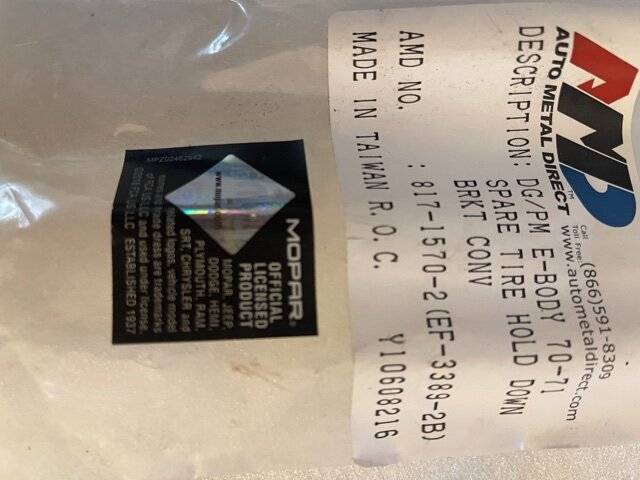 AMD
TM
AUTO METAL DIRECT
Call
Toll Free:
(866)591-8309
www.autometaldirect.com
DESCRIPTION: DG/PM E-BODY 70-71
SPARE TIRE HOLD DOWN
BRKT CONV
AMD NO. : 817-1570-2(EF-3389-2B)
MADE IN TAIWAN R.O.C. Y10608216
MOPAR®
OFFICIAL
LICENSED
PRODUCT
MOPAR, JEEP,
DODGE, HEMI,
PLYMOUTH, RAM,
SRT, CHRYSLER and
related logos, vehicle model
names and trade dress are trademarks
of FCA US LLC and used under license.
©2016 FCA US LLC ESTABLISHED 1937